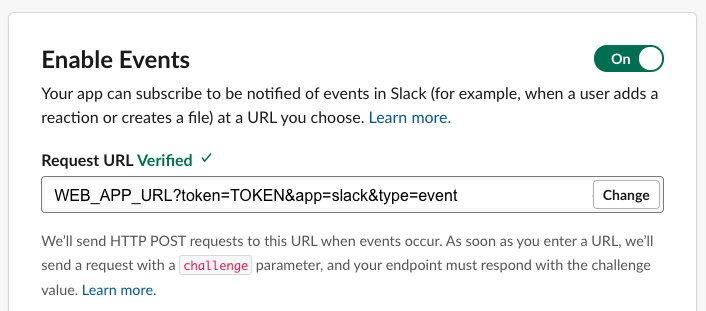 Enable Events
On
Your app can subscribe to be notified of events in Slack (for example, when a user adds a
reaction or creates a file) at a URL you choose. Learn more.
Request URL Verified ✓
WEB_APP_URL?token=TOKEN&app=slack&type=event
Change
We’ll send HTTP POST requests to this URL when events occur. As soon as you enter a URL, we’ll
send a request with a challenge parameter, and your endpoint must respond with the challenge
value. Learn more.